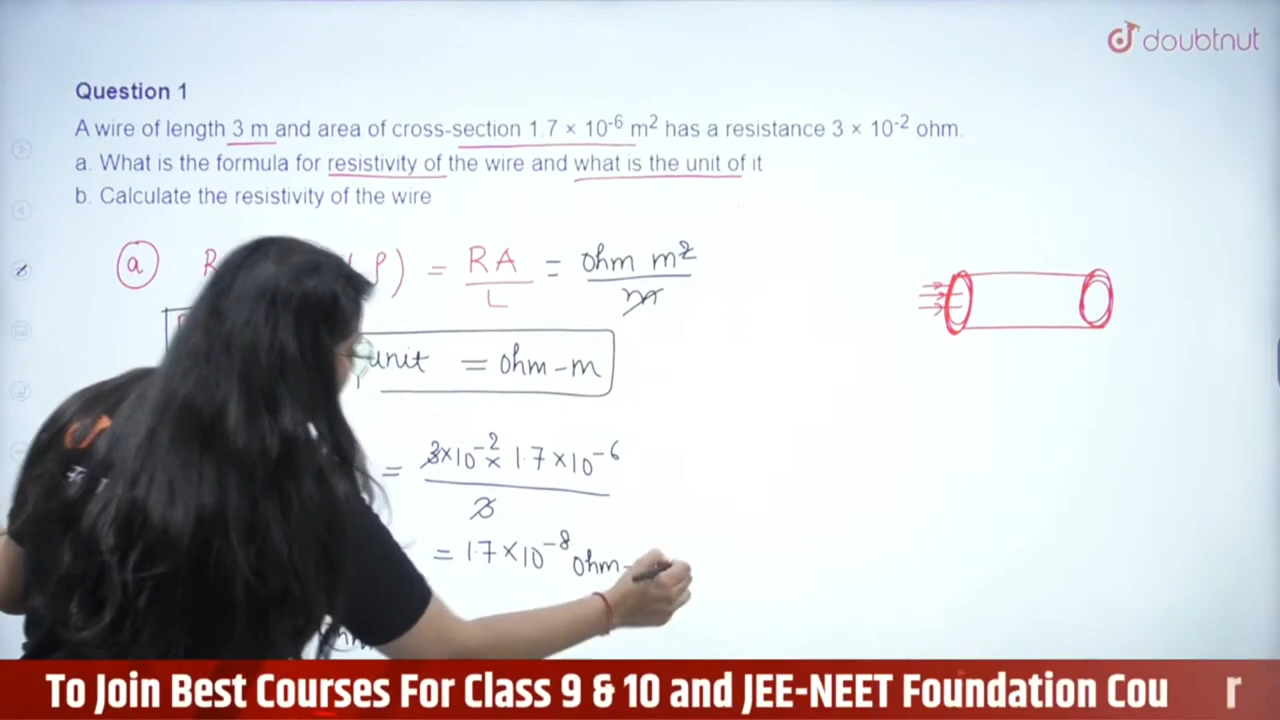 doubtnut
Question 1
A wire of length 3 m and area of cross-section 1.7 × 10⁻⁶ m² has a resistance 3 × 10⁻² ohm.
a. What is the formula for resistivity of the wire and what is the unit of it
b. Calculate the resistivity of the wire
(a) R ρ) = RA/L = ohm m²/m
unit = ohm-m
= 3×10⁻² × 1.7×10⁻⁶ / 3
= 1.7×10⁻⁸ ohm-
To Join Best Courses For Class 9 & 10 and JEE-NEET Foundation Cou r